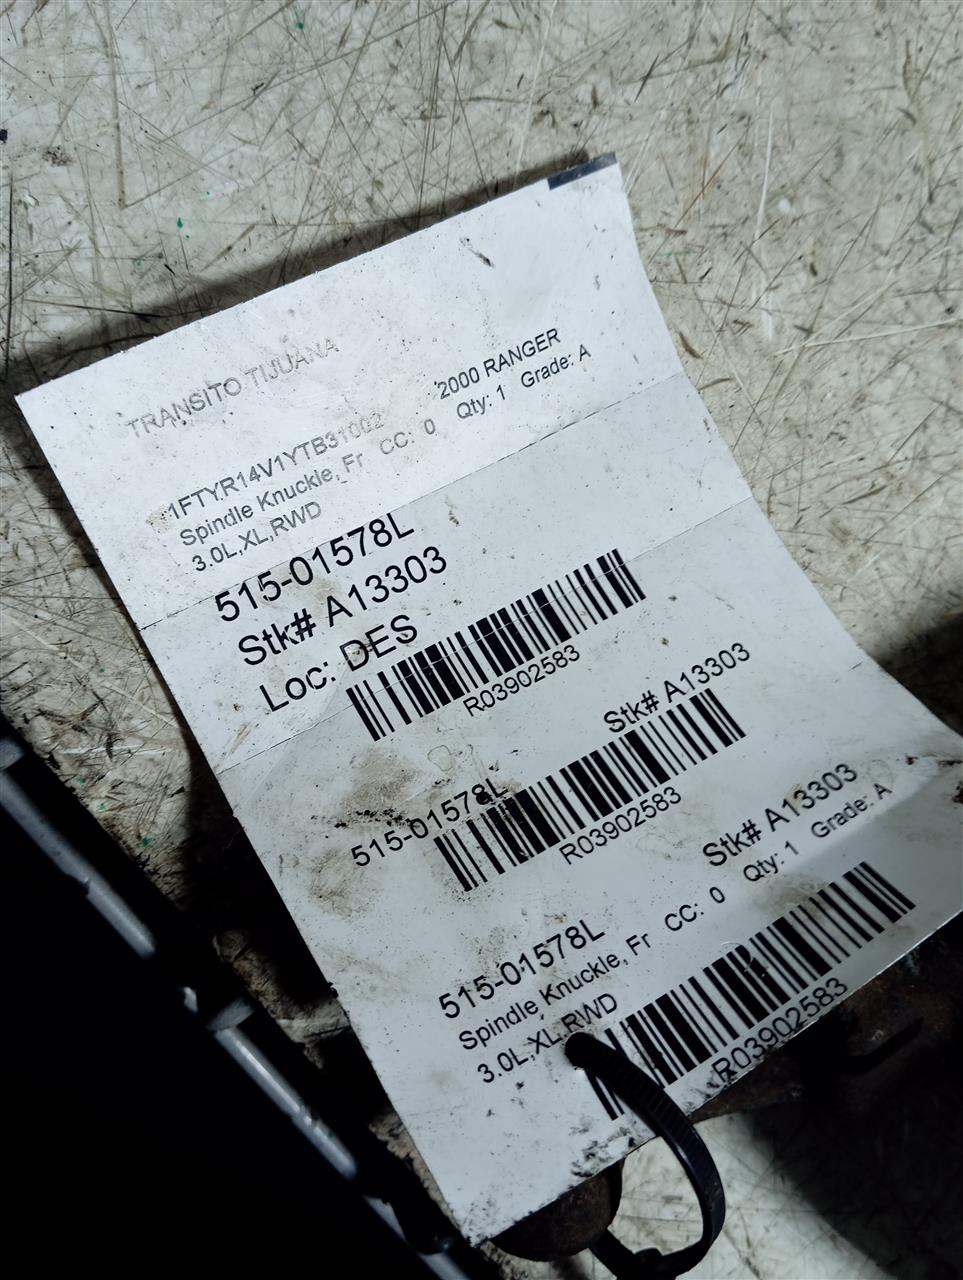 TRANSITO TIJUANA
1FTYR14V1YTB31002 2000 RANGER
Spindle Knuckle, Fr CC: 0 Qty: 1 Grade: A
3.0L,XL,RWD
515-01578L
Stk# A13303
Loc: DES
R03902583
515-01578L Stk# A13303
R03902583
515-01578L Stk# A13303
Spindle Knuckle, Fr CC: 0 Qty: 1 Grade: A
3.0L,XL,RWD
R03902583